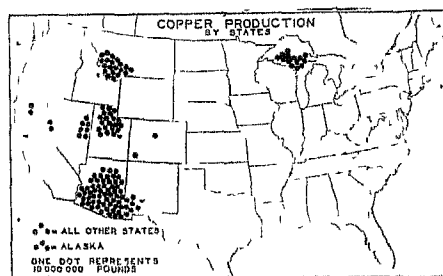 COPPER PRODUCTION
BY STATES
= ALL OTHER STATES
= ALASKA
ONE DOT REPRESENTS
10 000 000 POUNDS